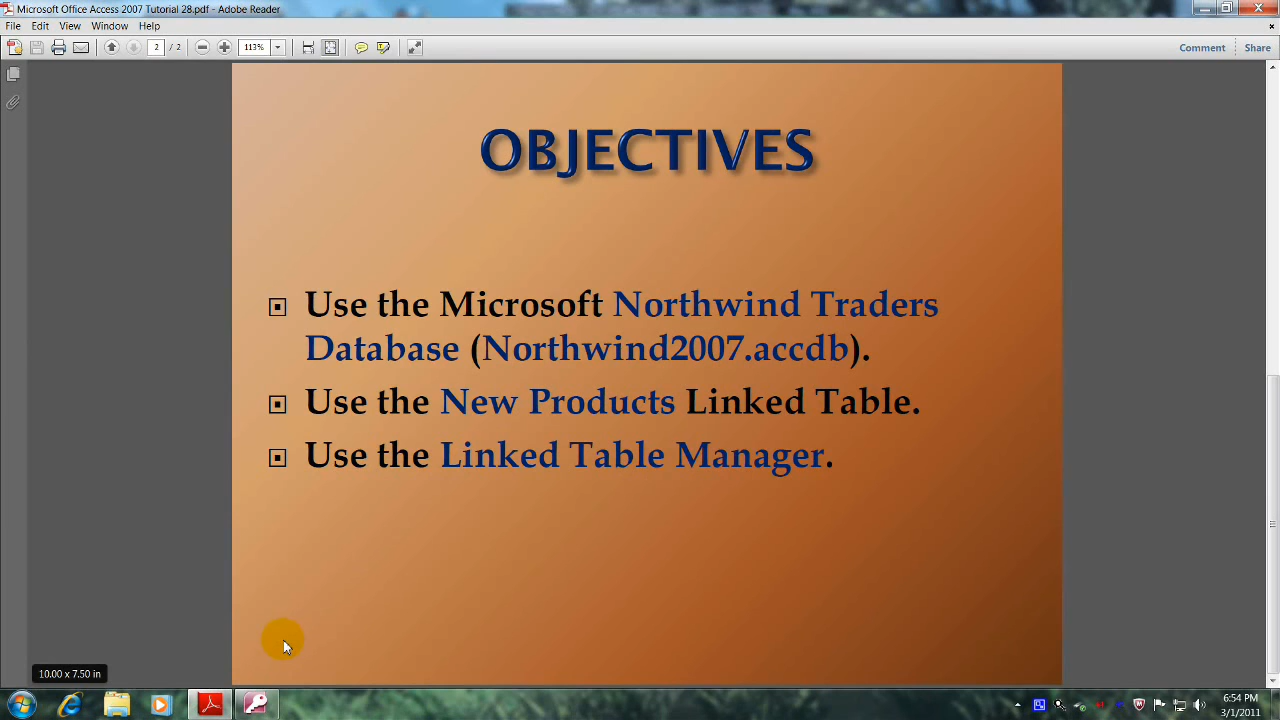 Microsoft Office Access 2007 Tutorial 28.pdf - Adobe Reader
File Edit View Window Help
2 / 2 113% Comment Share
OBJECTIVES
Use the Microsoft Northwind Traders
Database (Northwind2007.accdb).
Use the New Products Linked Table.
Use the Linked Table Manager.
10.00 x 7.50 in
6:54 PM
3/1/2011